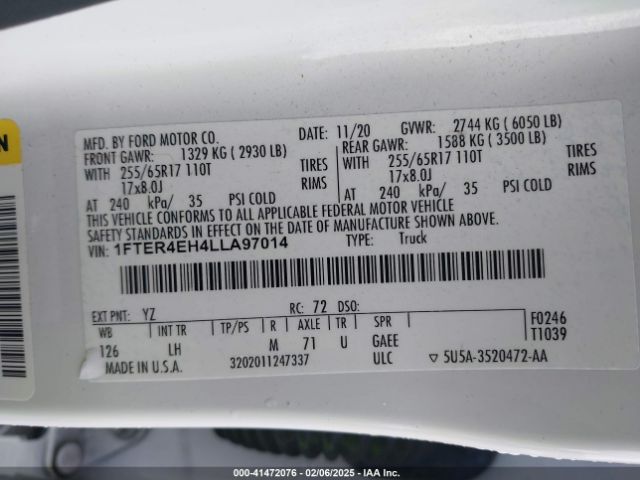 N
MFD. BY FORD MOTOR CO.
DATE: 11/20 GVWR: 2744 KG ( 6050 LB)
FRONT GAWR: 1329 KG ( 2930 LB)
REAR GAWR: 1588 KG ( 3500 LB)
WITH 255/65R17 110T TIRES
WITH 255/65R17 110T TIRES
17x8.0J RIMS
17x8.0J RIMS
AT 240 kPa/ 35 PSI COLD
AT 240 kPa/ 35 PSI COLD
THIS VEHICLE CONFORMS TO ALL APPLICABLE FEDERAL MOTOR VEHICLE
SAFETY STANDARDS IN EFFECT ON THE DATE OF MANUFACTURE SHOWN ABOVE.
VIN: 1FTER4EH4LLA97014 TYPE: Truck
EXT PNT: YZ RC: 72 DSO:
WB INT TR TP/PS R AXLE TR SPR
126 LH M 71 U GAEE
F0246
T1039
MADE IN U.S.A. 3202011247337 ULC ▽ 5U5A-3520472-AA
000-41472076 - 02/06/2025 - IAA Inc.